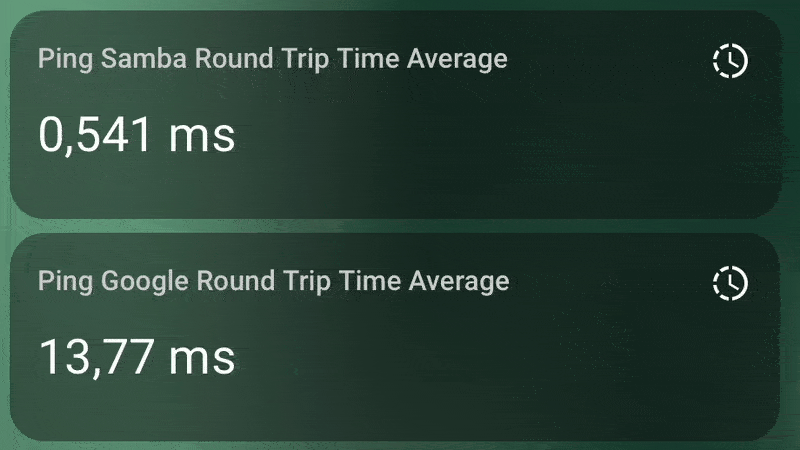 Ping Samba Round Trip Time Average
0,541 ms
Ping Google Round Trip Time Average
13,77 ms